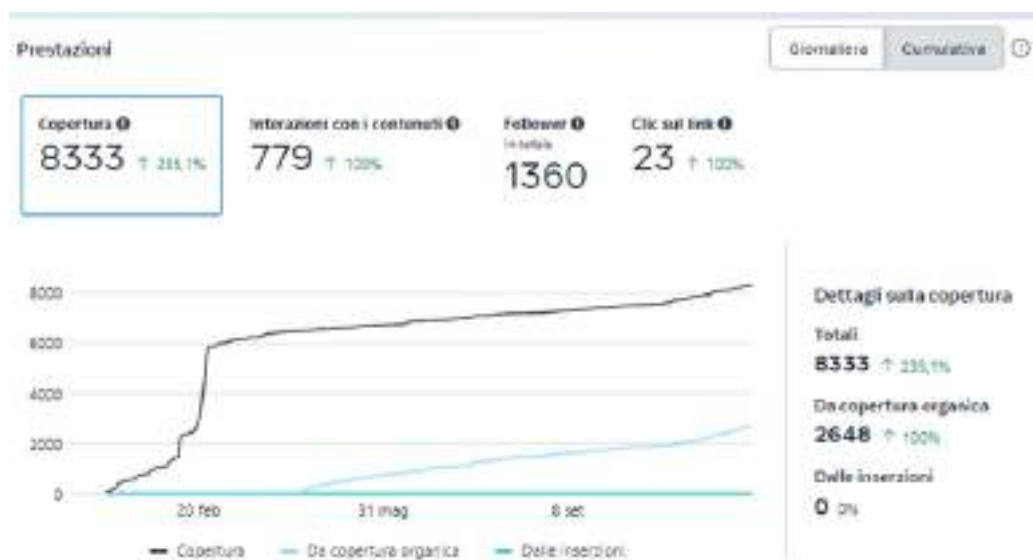 Prestazioni
Giornaliera Cumulativa
Copertura
8333 ↑ 235,1%
Interazioni con i contenuti
779 ↑ 100%
Follower
In totale
1360
Clic sul link
23 ↑ 100%
8000
6000
4000
2000
0
20 feb 31 mag 8 set
Copertura Da copertura organica Dalle inserzioni
Dettagli sulla copertura
Totali
8333 ↑ 235,1%
Da copertura organica
2648 ↑ 100%
Dalle inserzioni
0 0%